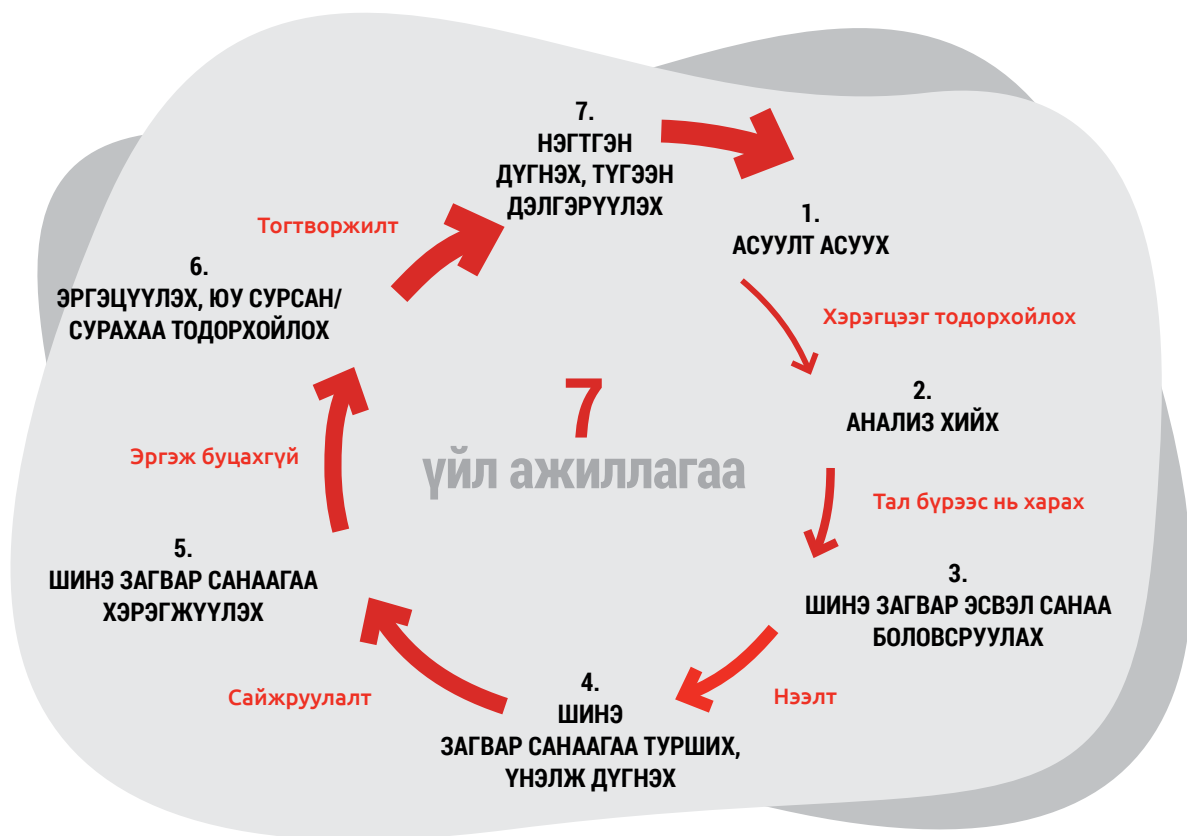 7
үйл ажиллагаа
1.
АСУУЛТ АСУУХ
Хэрэгцээг тодорхойлох
2.
АНАЛИЗ ХИЙХ
Тал бүрээс нь харах
3.
ШИНЭ ЗАГВАР ЭСВЭЛ САНАА
БОЛОВСРУУЛАХ
Нээлт
4.
ШИНЭ
ЗАГВАР САНААГАА ТУРШИХ,
ҮНЭЛЖ ДҮГНЭХ
Сайжруулалт
5.
ШИНЭ ЗАГВАР САНААГАА
ХЭРЭГЖҮҮЛЭХ
Эргэж буцахгүй
6.
ЭРГЭЦҮҮЛЭХ, ЮУ СУРСАН/
СУРАХАА ТОДОРХОЙЛОХ
Тогтворжилт
7.
НЭГТГЭН
ДҮГНЭХ, ТҮГЭЭН
ДЭЛГЭРҮҮЛЭХ